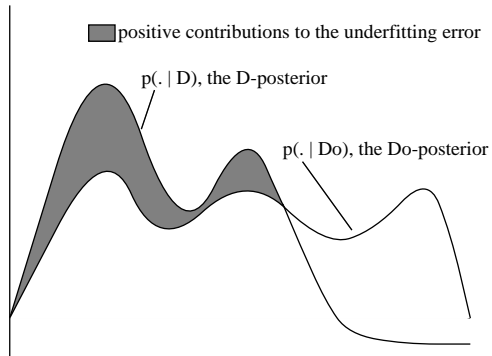 positive contributions to the underfitting error
p(. | D), the D-posterior
p(. | Do), the Do-posterior